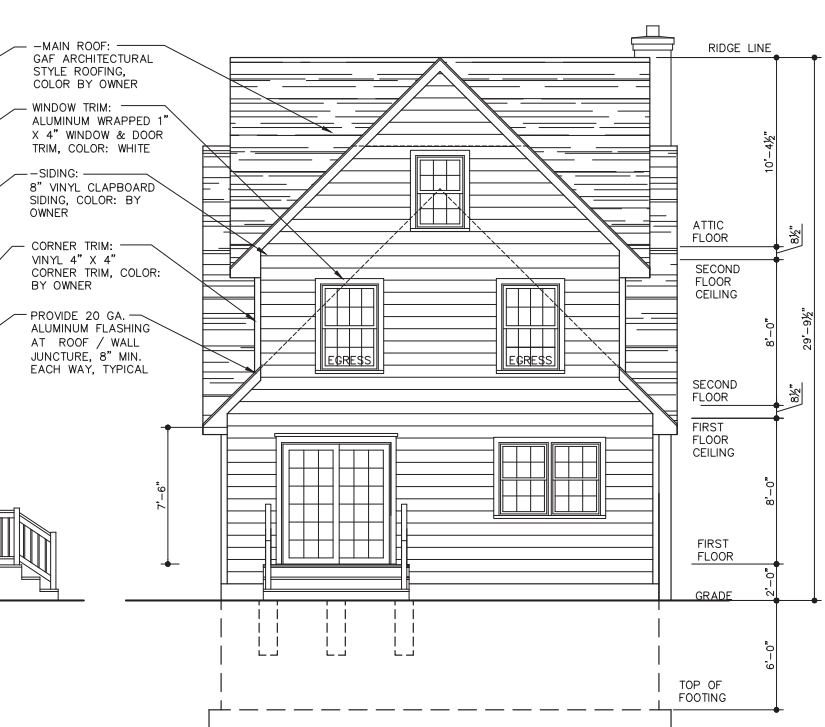 –MAIN ROOF:
GAF ARCHITECTURAL
STYLE ROOFING,
COLOR BY OWNER
WINDOW TRIM:
ALUMINUM WRAPPED 1"
X 4" WINDOW & DOOR
TRIM, COLOR: WHITE
–SIDING:
8" VINYL CLAPBOARD
SIDING, COLOR: BY
OWNER
CORNER TRIM:
VINYL 4" X 4"
CORNER TRIM, COLOR:
BY OWNER
PROVIDE 20 GA.
ALUMINUM FLASHING
AT ROOF / WALL
JUNCTURE, 8" MIN.
EACH WAY, TYPICAL
EGRESS
EGRESS
7'–6"
RIDGE LINE
10'–4½"
ATTIC
FLOOR
8½"
SECOND
FLOOR
CEILING
8'–0"
29'–9½"
SECOND
FLOOR
8½"
FIRST
FLOOR
CEILING
8'–0"
FIRST
FLOOR
2'–0"
GRADE
6'–0"
TOP OF
FOOTING